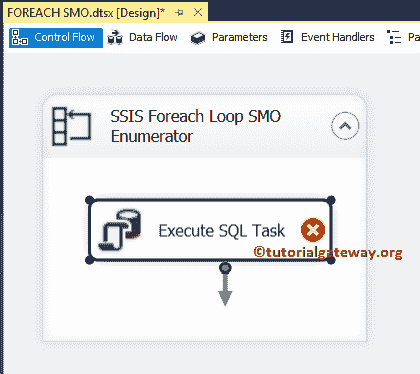 FOREACH SMO.dtsx [Design]*
Control Flow Data Flow Parameters Event Handlers Pa
SSIS Foreach Loop SMO
Enumerator
Execute SQL Task
©tutorialgateway.org